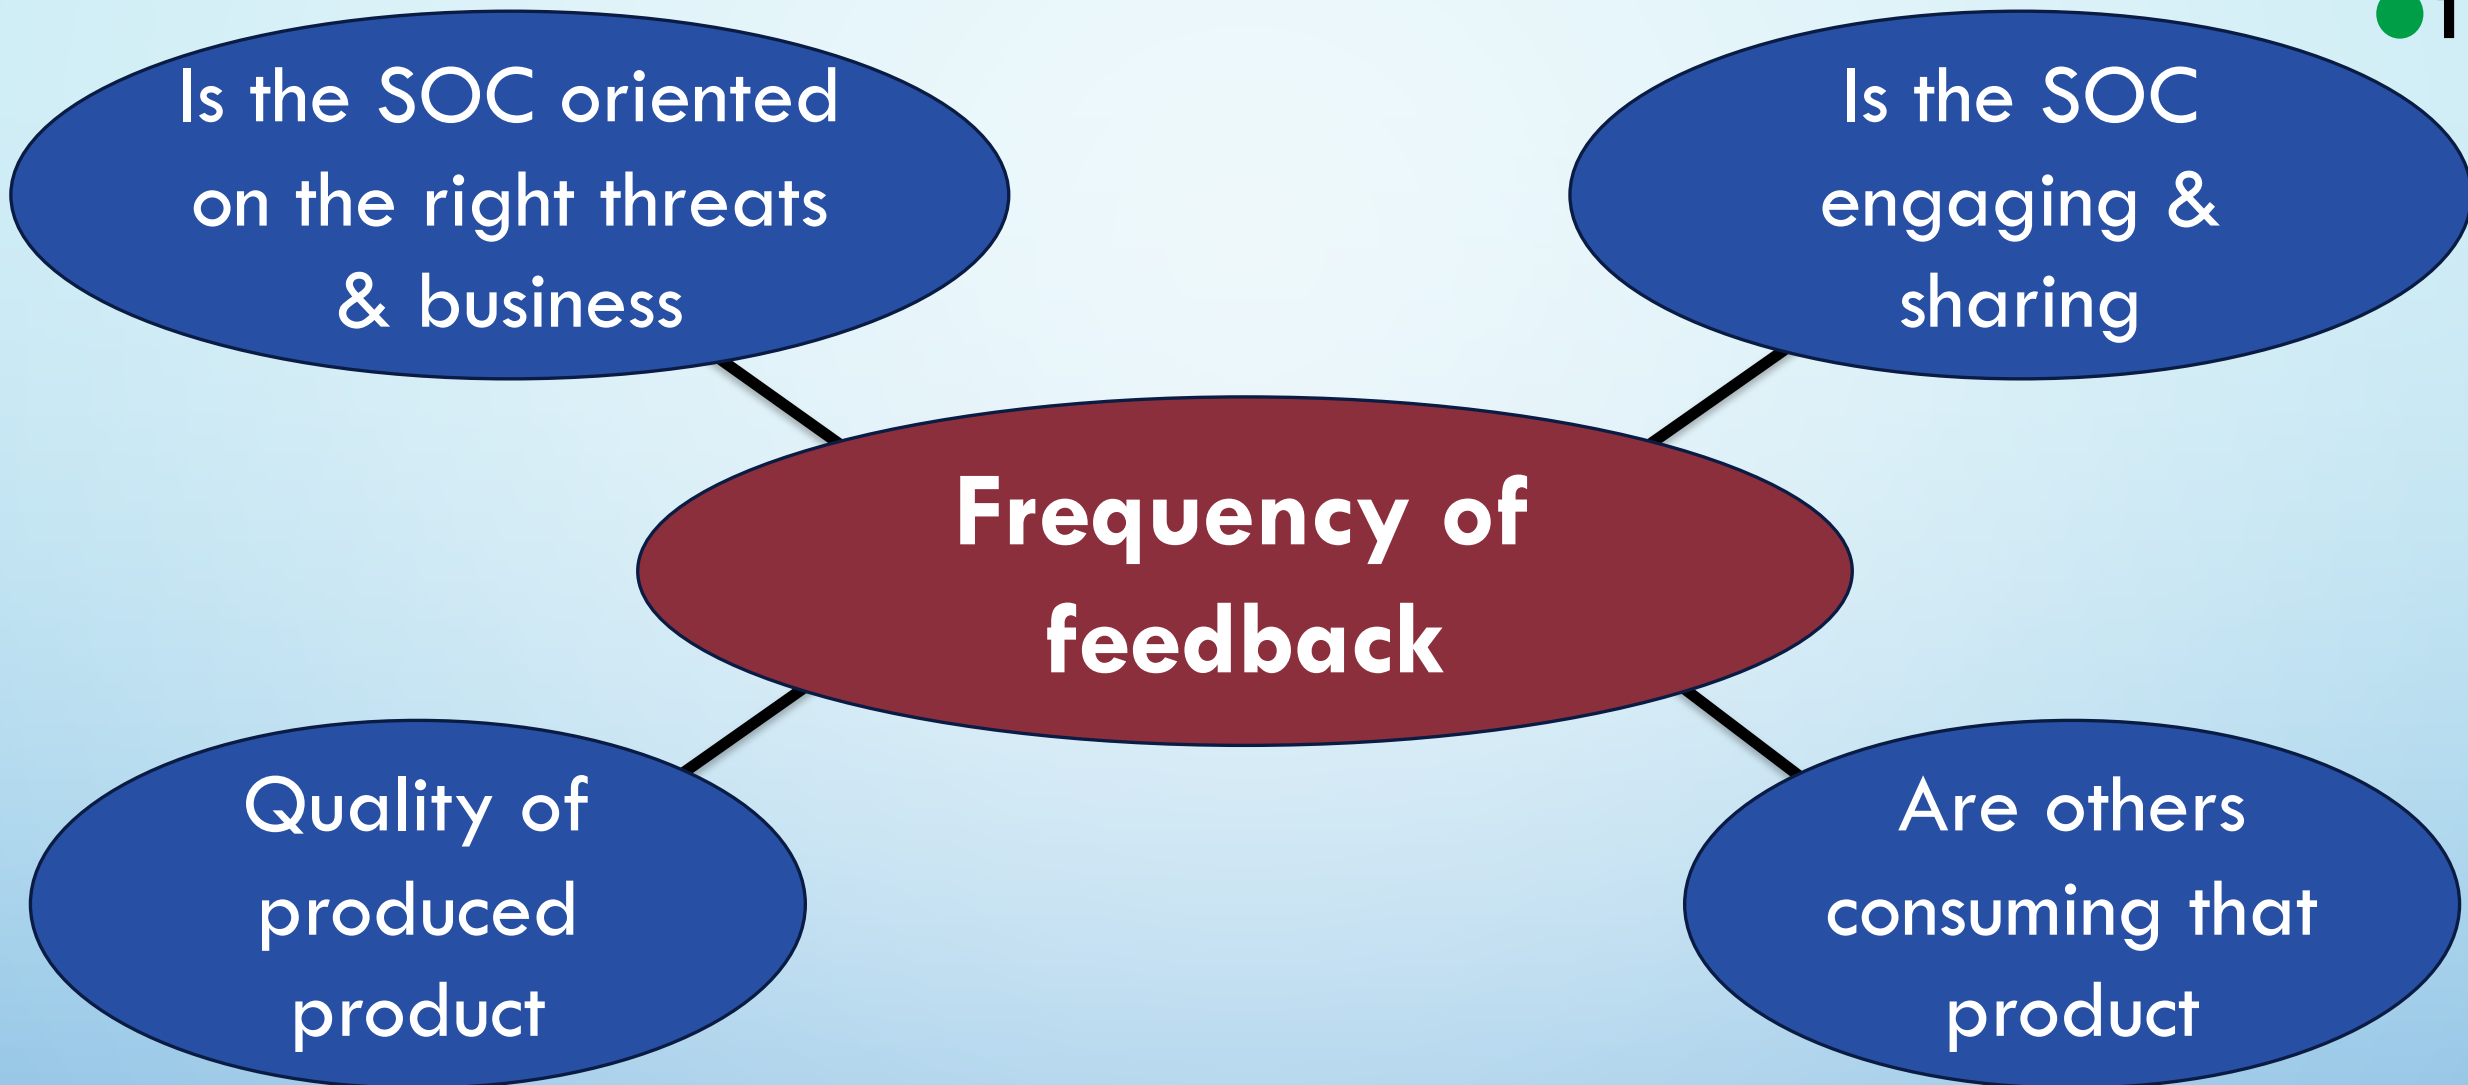 Is the SOC oriented
on the right threats
& business
Is the SOC
engaging &
sharing
Frequency of
feedback
Quality of
produced
product
Are others
consuming that
product